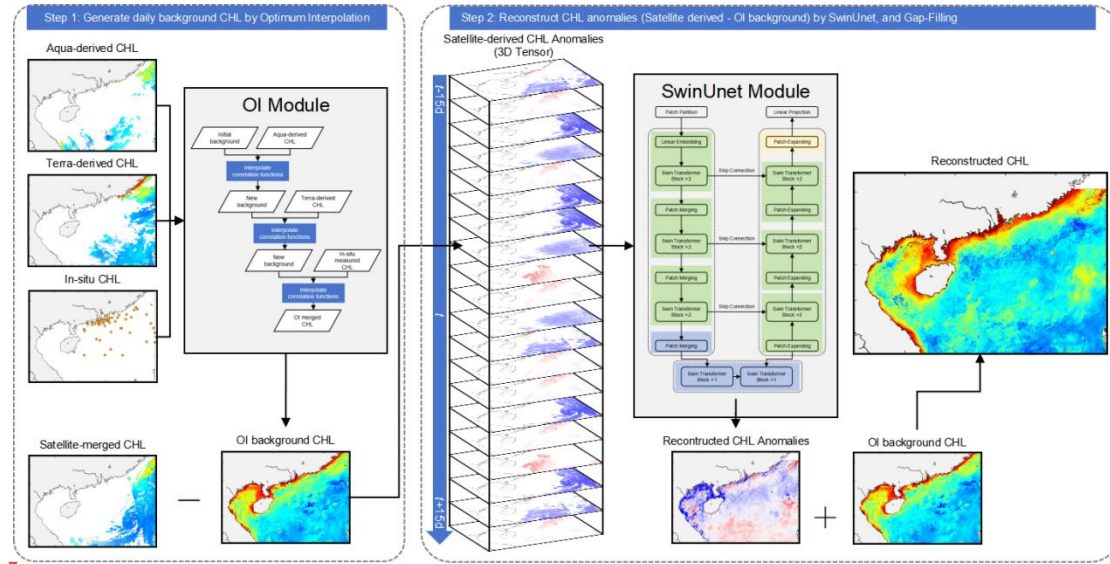 Step 1: Generate daily background CHL by Optimum Interpolation
Aqua-derived CHL
Terra-derived CHL
In-situ CHL
OI Module
Initial
background
Aqua-derived
CHL
Interpolate
correlation functions
New
background
Terra-derived
CHL
Interpolate
correlation functions
New
background
In-situ
measured
CHL
Interpolate
correlation functions
OI merged
CHL
Satellite-merged CHL
OI background CHL
Step 2: Reconstruct CHL anomalies (Satellite derived - OI background) by SwinUnet, and Gap-Filling
Satellite-derived CHL Anomalies
(3D Tensor)
t-15d
t
t+15d
SwinUnet Module
Patch Partition
Linear Embedding
Swin Transformer
Block ×2
Patch Merging
Swin Transformer
Block ×2
Patch Merging
Swin Transformer
Block ×2
Patch Merging
Swin Transformer
Block ×1
Swin Transformer
Block ×1
Skip Connection
Skip Connection
Skip Connection
Linear Projection
Patch Expanding
Swin Transformer
Block ×2
Patch Expanding
Swin Transformer
Block ×2
Patch Expanding
Swin Transformer
Block ×2
Patch Expanding
Recontructed CHL Anomalies
OI background CHL
Reconstructed CHL